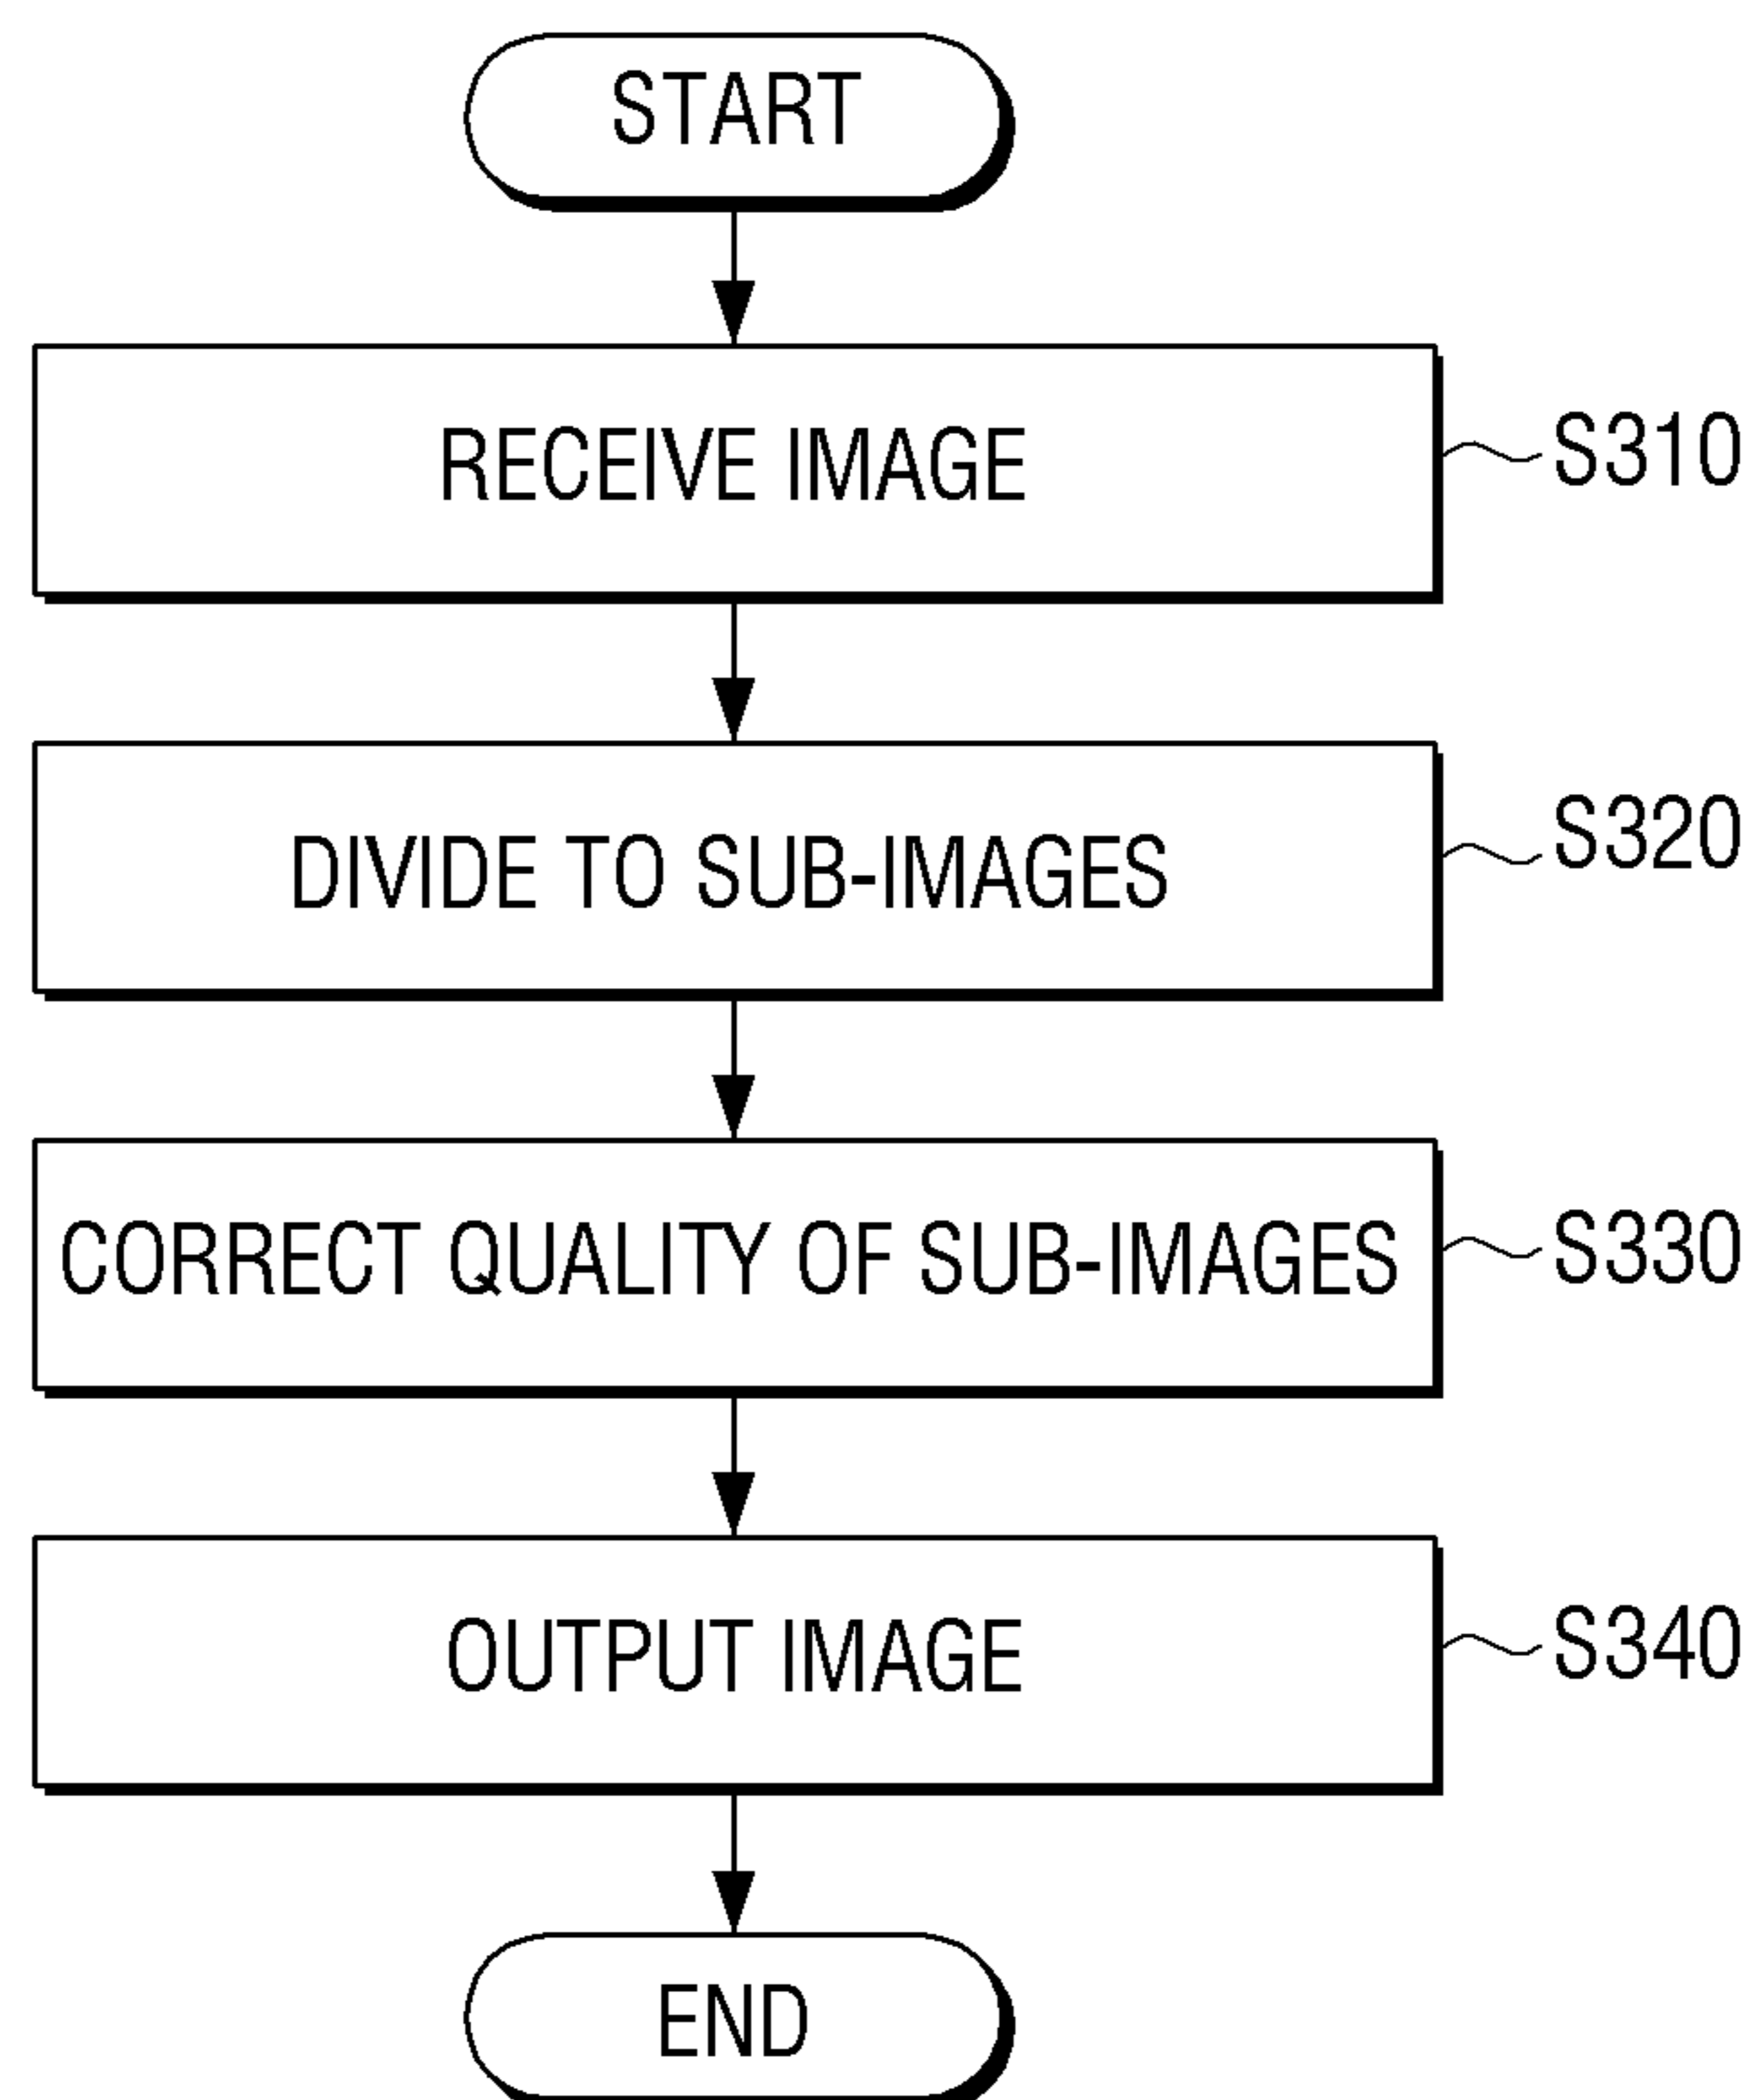 START
RECEIVE IMAGE
S310
DIVIDE TO SUB-IMAGES
S320
CORRECT QUALITY OF SUB-IMAGES
S330
OUTPUT IMAGE
S340
END